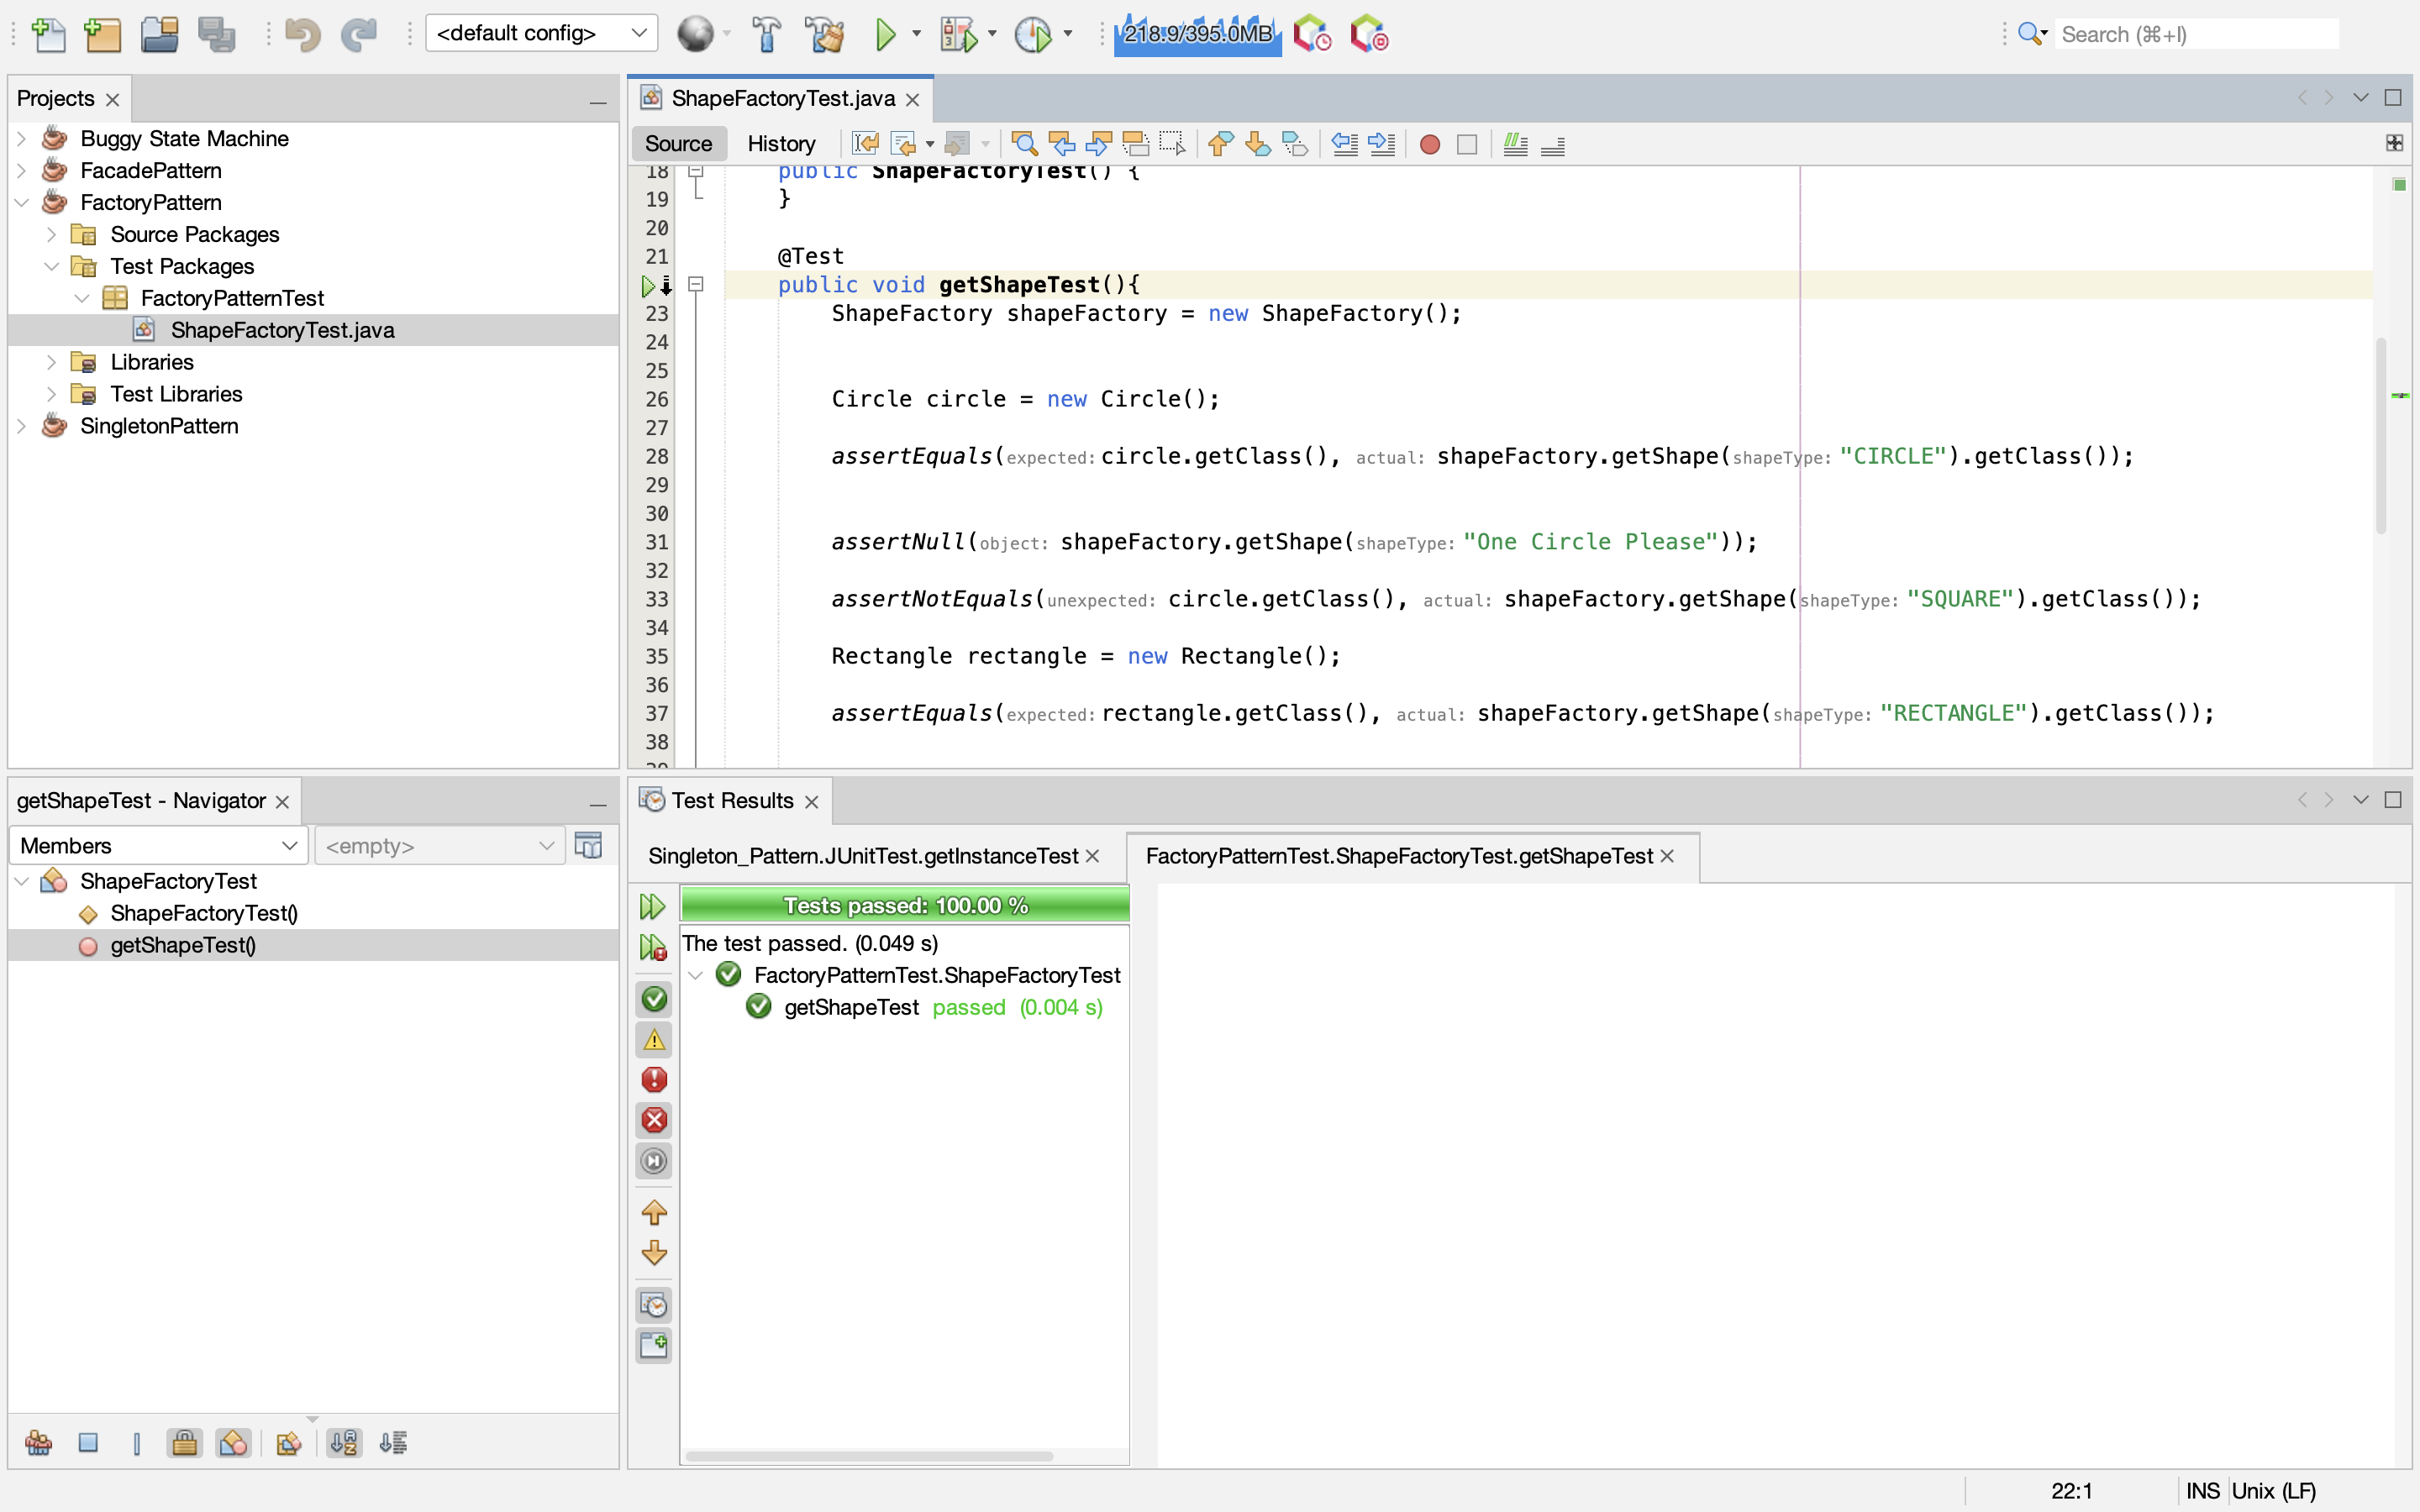 <default config>
218.9/395.0MB
Search (⌘+I)
Projects
Buggy State Machine
FacadePattern
FactoryPattern
Source Packages
Test Packages
FactoryPatternTest
ShapeFactoryTest.java
Libraries
Test Libraries
SingletonPattern
ShapeFactoryTest.java
Source History
18 public ShapeFactoryTest() {
19 }
20
21 @Test
public void getShapeTest(){
23 ShapeFactory shapeFactory = new ShapeFactory();
24
25
26 Circle circle = new Circle();
27
28 assertEquals(expected: circle.getClass(), actual: shapeFactory.getShape(shapeType: "CIRCLE").getClass());
29
30
31 assertNull(object: shapeFactory.getShape(shapeType: "One Circle Please"));
32
33 assertNotEquals(unexpected: circle.getClass(), actual: shapeFactory.getShape(shapeType: "SQUARE").getClass());
34
35 Rectangle rectangle = new Rectangle();
36
37 assertEquals(expected: rectangle.getClass(), actual: shapeFactory.getShape(shapeType: "RECTANGLE").getClass());
38
getShapeTest - Navigator
Members <empty>
ShapeFactoryTest
ShapeFactoryTest()
getShapeTest()
Test Results
Singleton_Pattern.JUnitTest.getInstanceTest FactoryPatternTest.ShapeFactoryTest.getShapeTest
Tests passed: 100.00 %
The test passed. (0.049 s)
FactoryPatternTest.ShapeFactoryTest
getShapeTest passed (0.004 s)
22:1 INS Unix (LF)